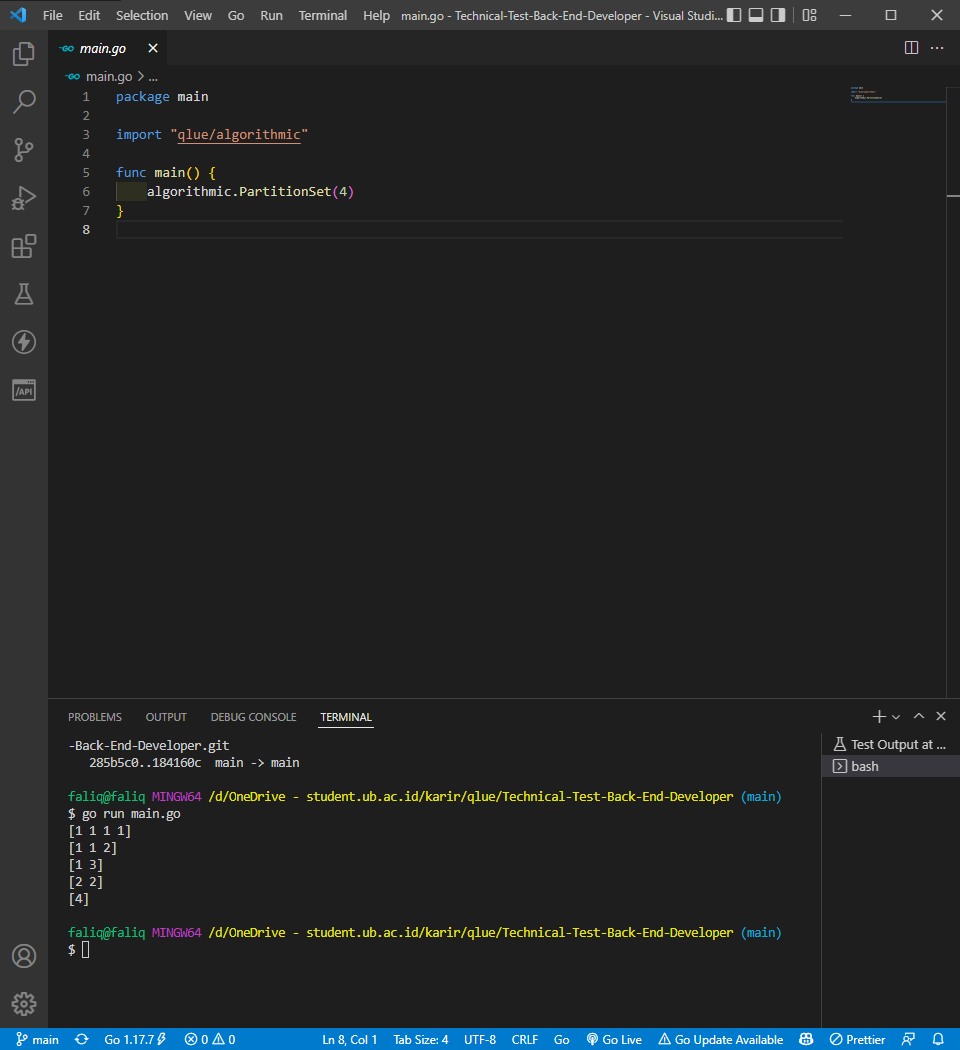 File Edit Selection View Go Run Terminal Help main.go - Technical-Test-Back-End-Developer - Visual Studi...
GO main.go
GO main.go > ...
1 package main
2
3 import "qlue/algorithmic"
4
5 func main() {
6 algorithmic.PartitionSet(4)
7 }
8
/API
PROBLEMS OUTPUT DEBUG CONSOLE TERMINAL
-Back-End-Developer.git
285b5c0..184160c main -> main
faliq@faliq MINGW64 /d/OneDrive - student.ub.ac.id/karir/qlue/Technical-Test-Back-End-Developer (main)
$ go run main.go
[1 1 1 1]
[1 1 2]
[1 3]
[2 2]
[4]
faliq@faliq MINGW64 /d/OneDrive - student.ub.ac.id/karir/qlue/Technical-Test-Back-End-Developer (main)
$
Test Output at ...
bash
main Go 1.17.7 0 0 Ln 8, Col 1 Tab Size: 4 UTF-8 CRLF Go Go Live Go Update Available Prettier